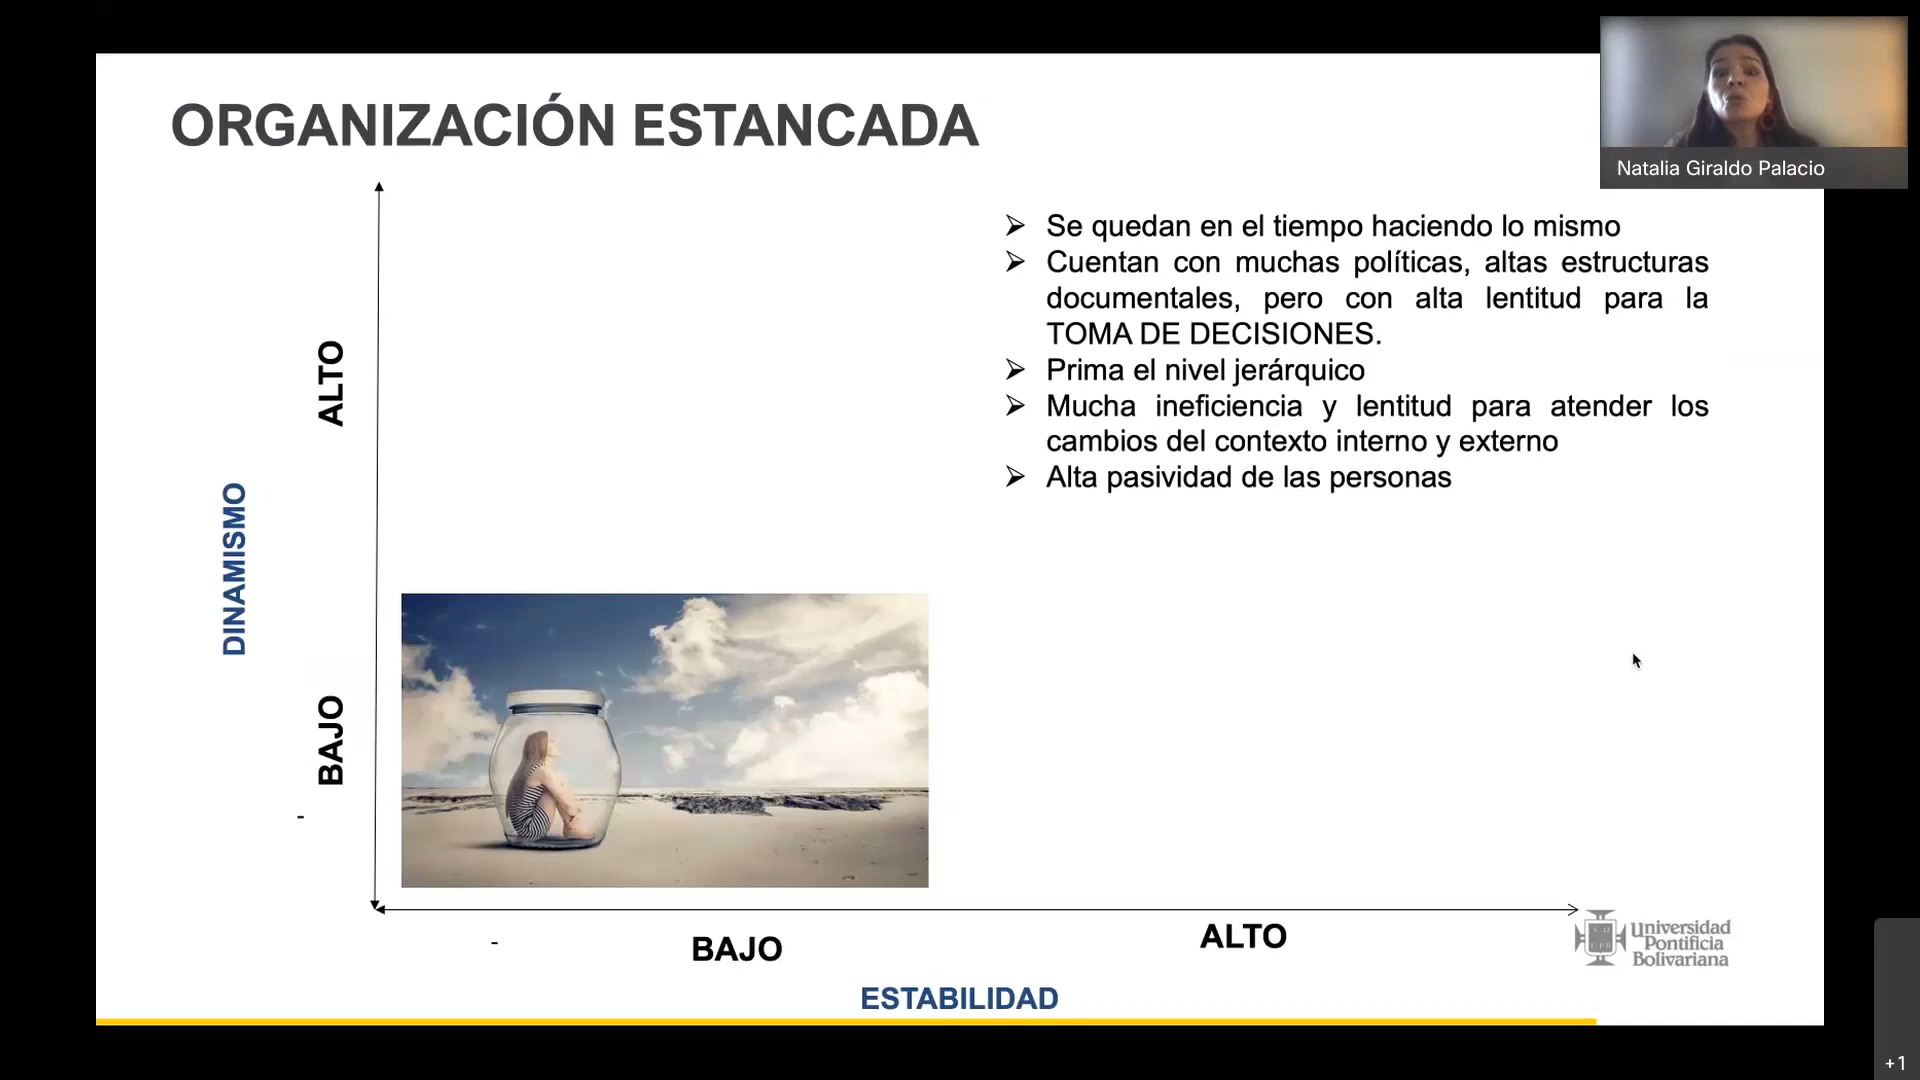 ORGANIZACIÓN ESTANCADA
Natalia Giraldo Palacio
➢ Se quedan en el tiempo haciendo lo mismo
➢ Cuentan con muchas políticas, altas estructuras
documentales, pero con alta lentitud para la
TOMA DE DECISIONES.
➢ Prima el nivel jerárquico
➢ Mucha ineficiencia y lentitud para atender los
cambios del contexto interno y externo
➢ Alta pasividad de las personas
ALTO
DINAMISMO
BAJO
-
-
BAJO
ALTO
ESTABILIDAD
Universidad
Pontificia
Bolivariana
+1